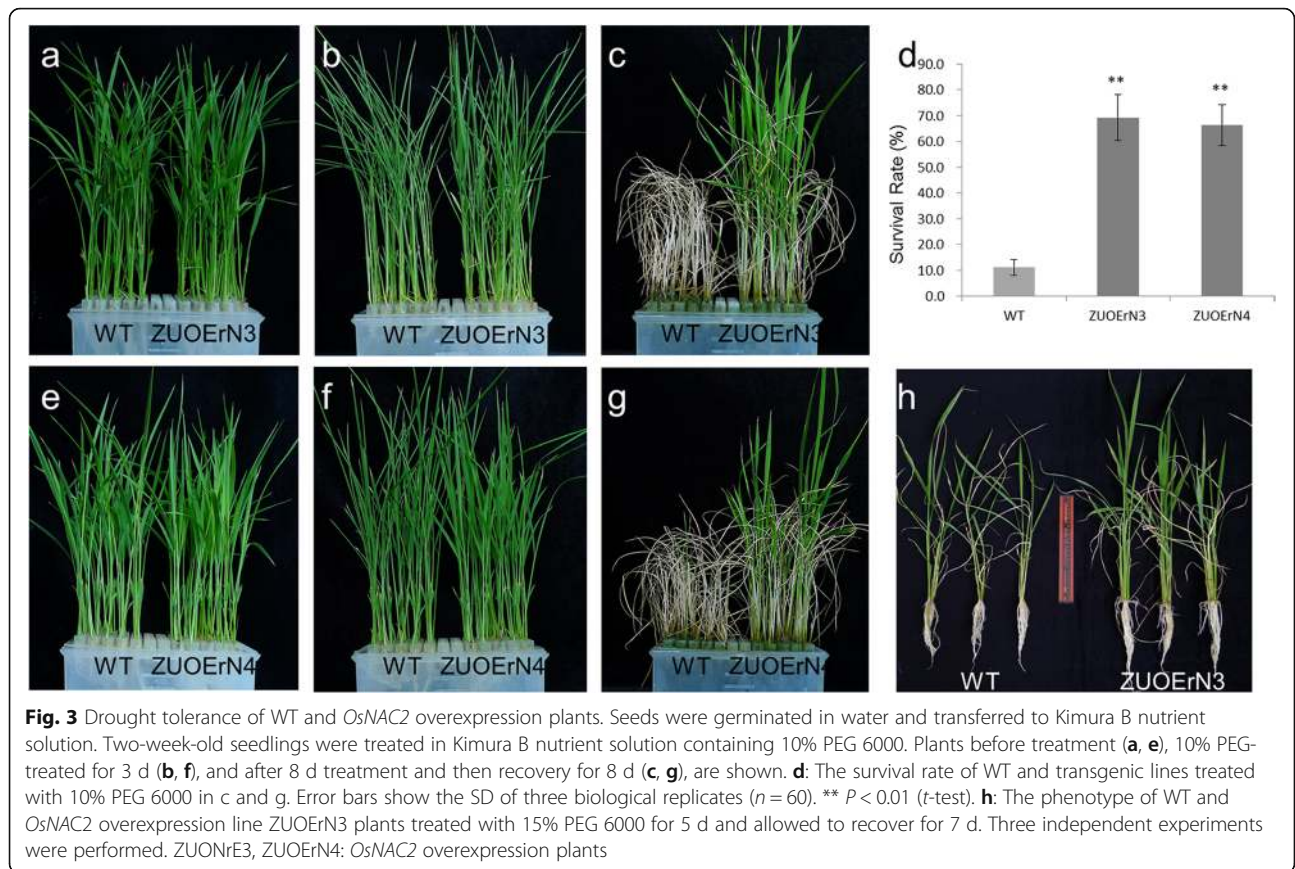 a
b
c
d
90.0
80.0
70.0
60.0
50.0
40.0
30.0
20.0
10.0
0.0
Survival Rate (%)
**
**
WT
ZUOErN3
ZUOErN4
WT ZUOErN3
WT ZUOErN3
WT ZUOErN3
e
f
g
h
WT ZUOErN4
WT ZUOErN4
WT ZUOErN4
WT
ZUOErN3
Fig. 3 Drought tolerance of WT and OsNAC2 overexpression plants. Seeds were germinated in water and transferred to Kimura B nutrient
solution. Two-week-old seedlings were treated in Kimura B nutrient solution containing 10% PEG 6000. Plants before treatment (a, e), 10% PEG-
treated for 3 d (b, f), and after 8 d treatment and then recovery for 8 d (c, g), are shown. d: The survival rate of WT and transgenic lines treated
with 10% PEG 6000 in c and g. Error bars show the SD of three biological replicates (n = 60). ** P < 0.01 (t-test). h: The phenotype of WT and
OsNAC2 overexpression line ZUOErN3 plants treated with 15% PEG 6000 for 5 d and allowed to recover for 7 d. Three independent experiments
were performed. ZUONrE3, ZUOErN4: OsNAC2 overexpression plants